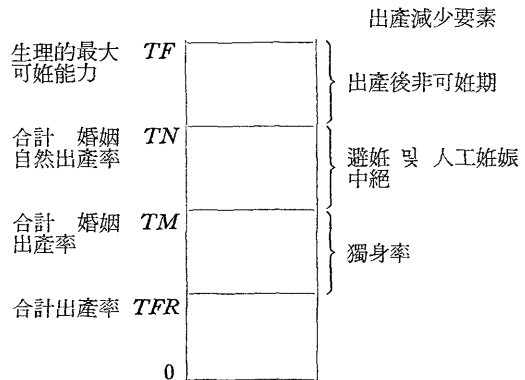 出產減少要素
生理的最大 TF
可姙能力
出產後非可姙期
合計 婚姻 TN
自然出產率
避姙 및 人工姙娠
中絕
合計 婚姻 TM
出產率
獨身率
合計出產率 TFR
0